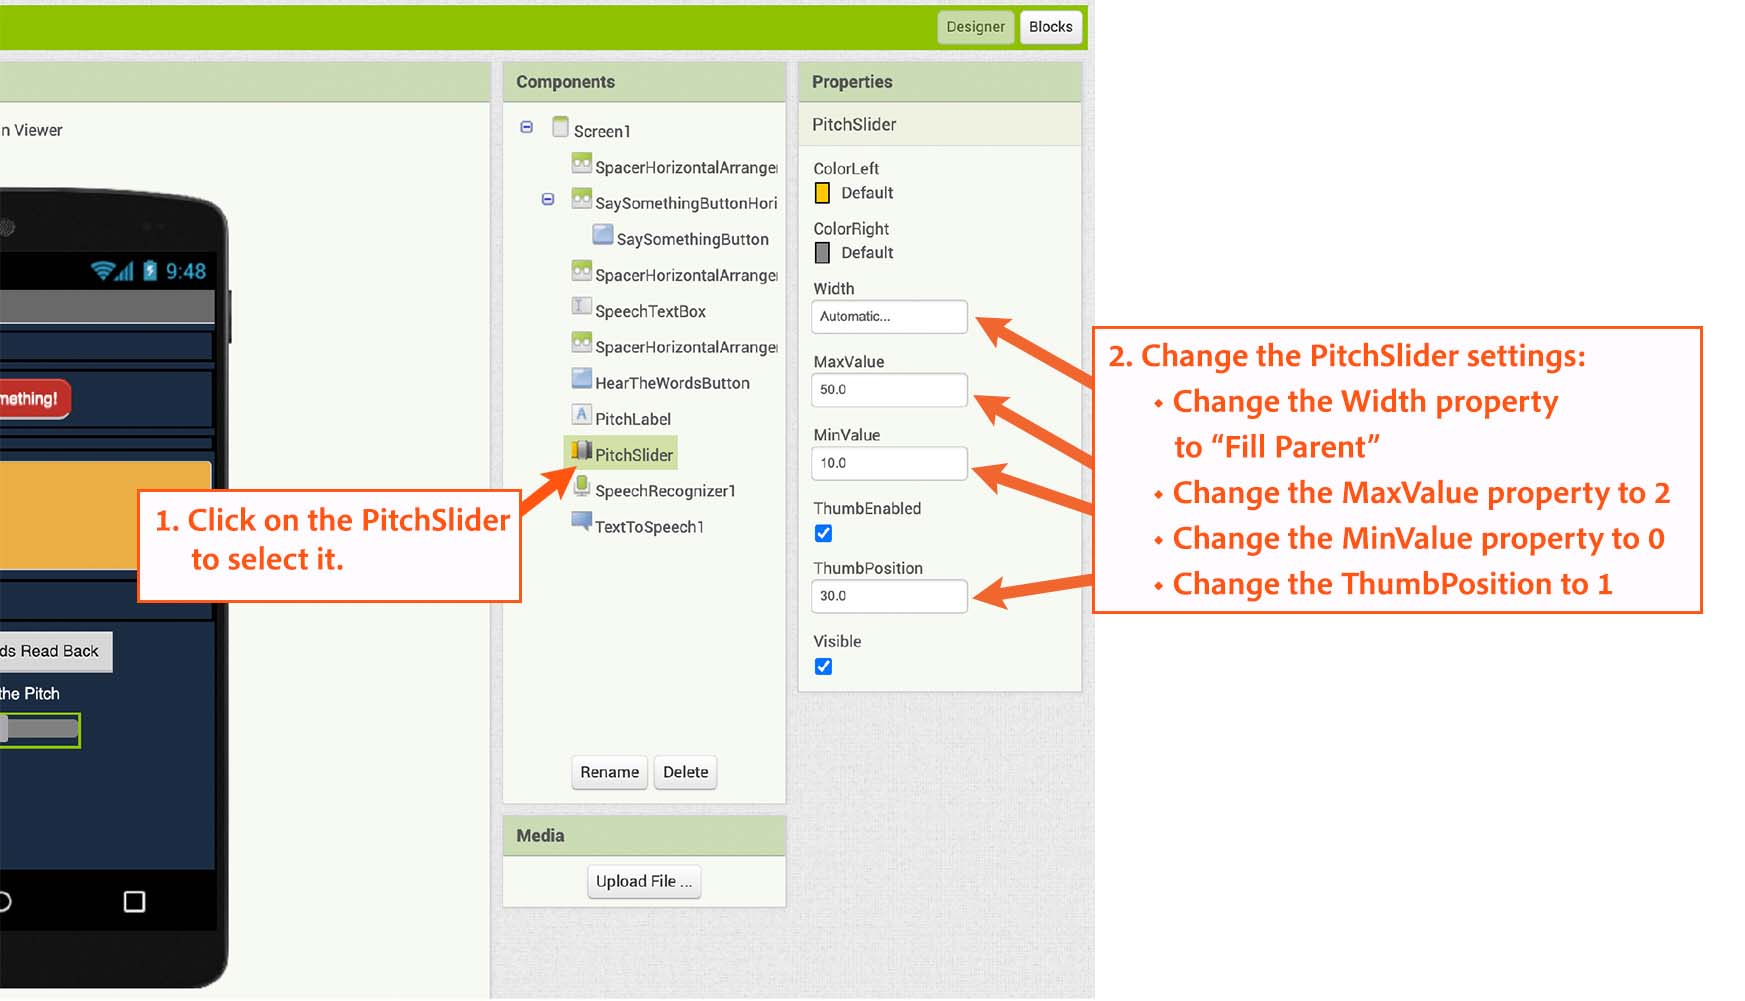 Designer
Blocks
n Viewer
9:48
mething!
ds Read Back
the Pitch
Components
Screen1
SpacerHorizontalArranger
SaySomethingButtonHori
SaySomethingButton
SpacerHorizontalArranger
SpeechTextBox
SpacerHorizontalArranger
HearTheWordsButton
A PitchLabel
PitchSlider
SpeechRecognizer1
TextToSpeech1
Rename
Delete
Media
Upload File ...
Properties
PitchSlider
ColorLeft
Default
ColorRight
Default
Width
Automatic...
MaxValue
50.0
MinValue
10.0
ThumbEnabled
ThumbPosition
30.0
Visible
1. Click on the PitchSlider
to select it.
2. Change the PitchSlider settings:
• Change the Width property
to “Fill Parent”
• Change the MaxValue property to 2
• Change the MinValue property to 0
• Change the ThumbPosition to 1